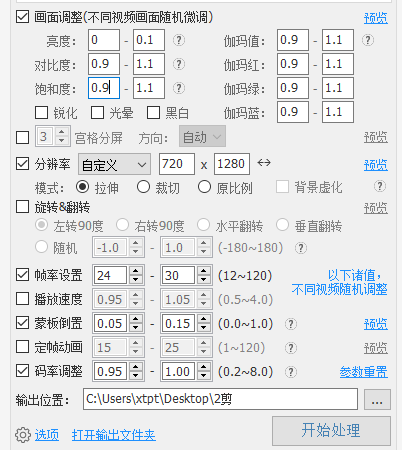 画面调整(不同视频画面随机微调) 预览
亮度: 0 - 0.1 ? 伽玛值: 0.9 - 1.1 ?
对比度: 0.9 - 1.1 伽玛红: 0.9 - 1.1
饱和度: 0.9 - 1.1 伽玛绿: 0.9 - 1.1
锐化 光晕 黑白 伽玛蓝: 0.9 - 1.1
3 宫格分屏 方向: 自动 预览
分辨率 自定义 720 x 1280 ↔ 预览
模式: 拉伸 裁切 原比例 背景虚化 ?
旋转&翻转 预览
左转90度 右转90度 水平翻转 垂直翻转
随机 -1.0 - 1.0 (-180~180) ?
帧率设置 24 - 30 (12~120) 以下诸值，
不同视频随机调整
播放速度 0.95 - 1.05 (0.5~4.0)
蒙板倒置 0.05 - 0.15 (0.0~1.0) ? 预览
定帧动画 15 - 25 (1~120) ? 预览
码率调整 0.95 - 1.00 (0.2~8.0) ? 参数重置
输出位置: C:\Users\xtpt\Desktop\2剪 ...
选项 打开输出文件夹 开始处理